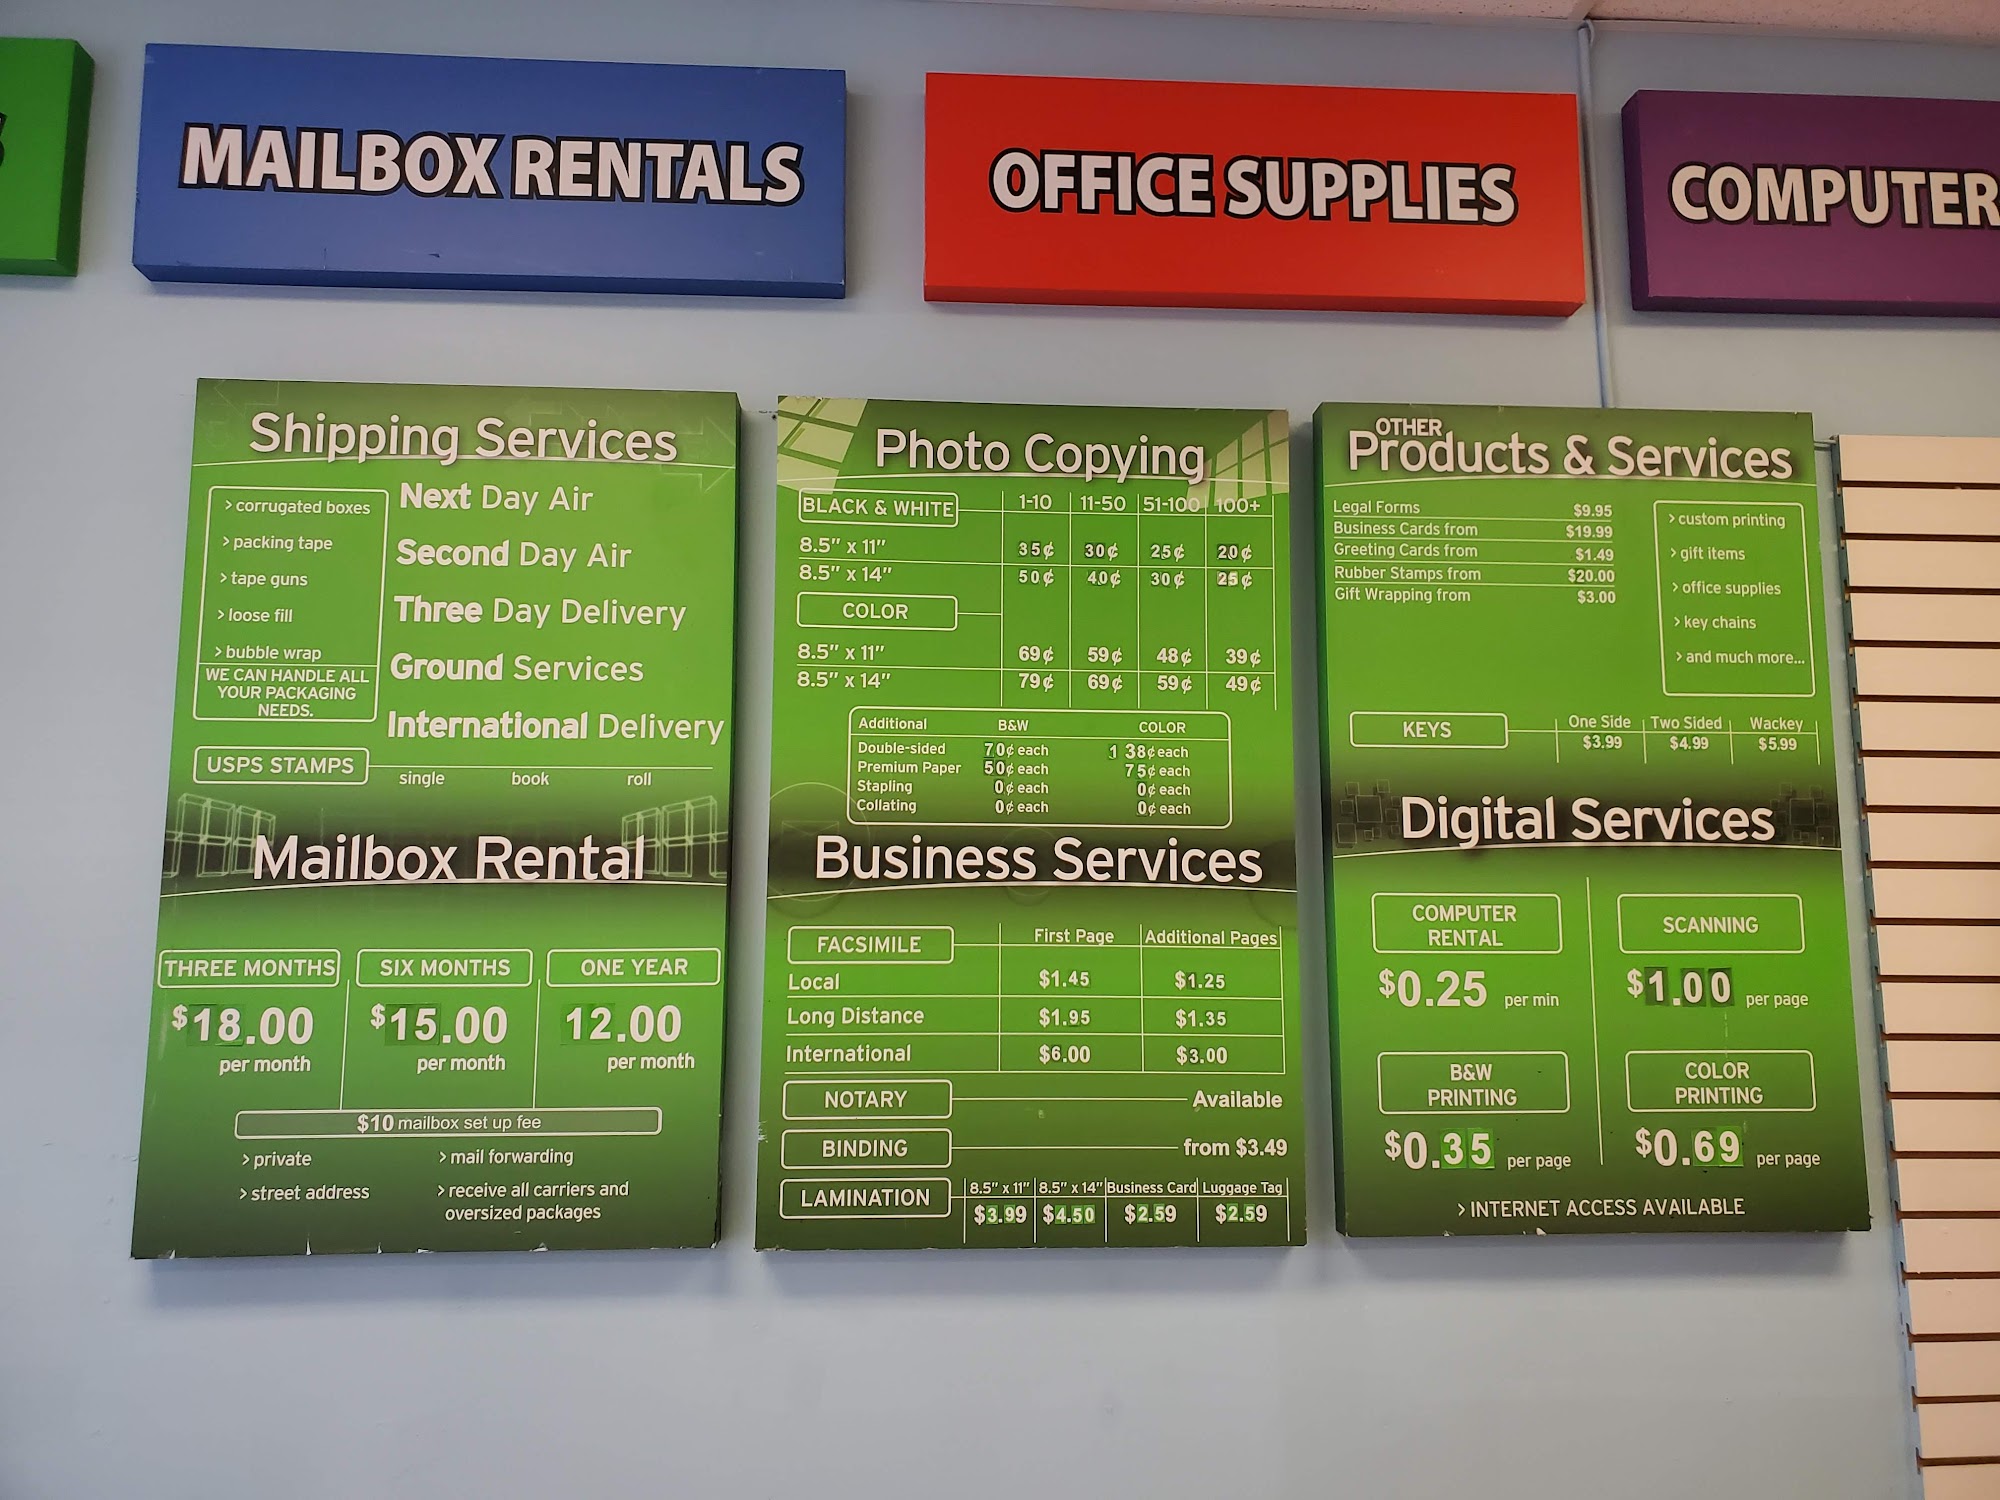 MAILBOX RENTALS
OFFICE SUPPLIES
COMPUTER
Shipping Services
> corrugated boxes
> packing tape
> tape guns
> loose fill
> bubble wrap
WE CAN HANDLE ALL
YOUR PACKAGING
NEEDS.
Next Day Air
Second Day Air
Three Day Delivery
Ground Services
International Delivery
USPS STAMPS single book roll
Mailbox Rental
THREE MONTHS SIX MONTHS ONE YEAR
$18.00 $15.00 12.00
per month per month per month
$10 mailbox set up fee
> private > mail forwarding
> street address > receive all carriers and
oversized packages
Photo Copying
BLACK & WHITE 1-10 11-50 51-100 100+
8.5" x 11" 35¢ 30¢ 25¢ 20¢
8.5" x 14" 50¢ 40¢ 30¢ 25¢
COLOR
8.5" x 11" 69¢ 59¢ 48¢ 39¢
8.5" x 14" 79¢ 69¢ 59¢ 49¢
Additional B&W COLOR
Double-sided 70¢ each 1 38¢ each
Premium Paper 50¢ each 75¢ each
Stapling 0¢ each 0¢ each
Collating 0¢ each 0¢ each
Business Services
FACSIMILE First Page Additional Pages
Local $1.45 $1.25
Long Distance $1.95 $1.35
International $6.00 $3.00
NOTARY Available
BINDING from $3.49
LAMINATION 8.5" x 11" 8.5" x 14" Business Card Luggage Tag
$3.99 $4.50 $2.59 $2.59
OTHER
Products & Services
Legal Forms $9.95
Business Cards from $19.99
Greeting Cards from $1.49
Rubber Stamps from $20.00
Gift Wrapping from $3.00
> custom printing
> gift items
> office supplies
> key chains
> and much more...
KEYS One Side Two Sided Wackey
$3.99 $4.99 $5.99
Digital Services
COMPUTER
RENTAL
$0.25 per min
SCANNING
$1.00 per page
B&W
PRINTING
$0.35 per page
COLOR
PRINTING
$0.69 per page
> INTERNET ACCESS AVAILABLE